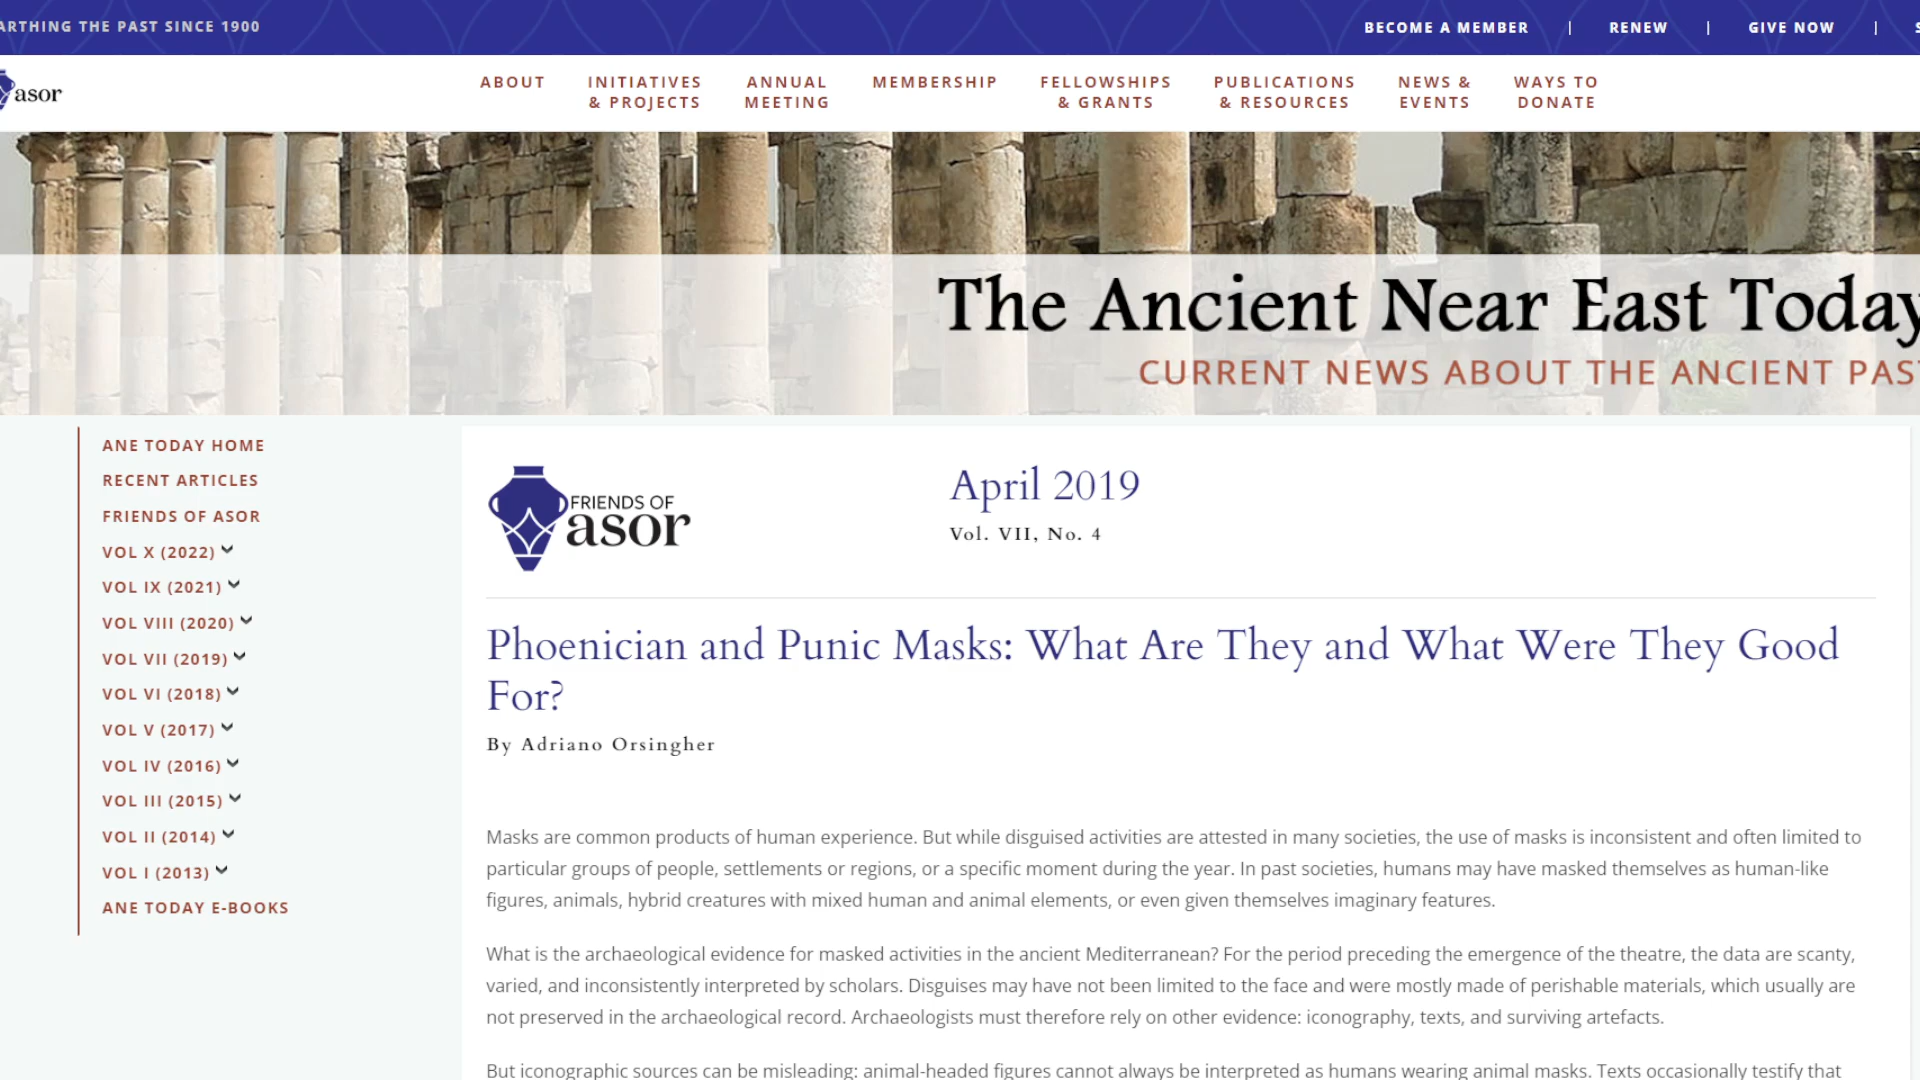 ARTHING THE PAST SINCE 1900
BECOME A MEMBER | RENEW | GIVE NOW |
asor
ABOUT
INITIATIVES
& PROJECTS
ANNUAL
MEETING
MEMBERSHIP
FELLOWSHIPS
& GRANTS
PUBLICATIONS
& RESOURCES
NEWS &
EVENTS
WAYS TO
DONATE
The Ancient Near East Today
CURRENT NEWS ABOUT THE ANCIENT PAST
ANE TODAY HOME
RECENT ARTICLES
FRIENDS OF ASOR
VOL X (2022)
VOL IX (2021)
VOL VIII (2020)
VOL VII (2019)
VOL VI (2018)
VOL V (2017)
VOL IV (2016)
VOL III (2015)
VOL II (2014)
VOL I (2013)
ANE TODAY E-BOOKS
FRIENDS OF
asor
April 2019
Vol. VII, No. 4
Phoenician and Punic Masks: What Are They and What Were They Good
For?
By Adriano Orsingher
Masks are common products of human experience. But while disguised activities are attested in many societies, the use of masks is inconsistent and often limited to
particular groups of people, settlements or regions, or a specific moment during the year. In past societies, humans may have masked themselves as human-like
figures, animals, hybrid creatures with mixed human and animal elements, or even given themselves imaginary features.
What is the archaeological evidence for masked activities in the ancient Mediterranean? For the period preceding the emergence of the theatre, the data are scanty,
varied, and inconsistently interpreted by scholars. Disguises may have not been limited to the face and were mostly made of perishable materials, which usually are
not preserved in the archaeological record. Archaeologists must therefore rely on other evidence: iconography, texts, and surviving artefacts.
But iconographic sources can be misleading: animal-headed figures cannot always be interpreted as humans wearing animal masks. Texts occasionally testify that